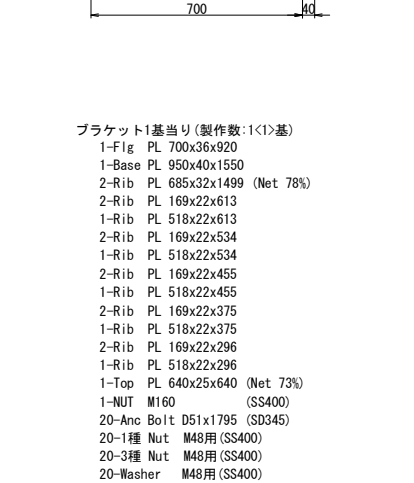 700 40
ブラケット1基当り(製作数:1<1>基)
1-Flg PL 700x36x920
1-Base PL 950x40x1550
2-Rib PL 685x32x1499 (Net 78%)
2-Rib PL 169x22x613
1-Rib PL 518x22x613
2-Rib PL 169x22x534
1-Rib PL 518x22x534
2-Rib PL 169x22x455
1-Rib PL 518x22x455
2-Rib PL 169x22x375
1-Rib PL 518x22x375
2-Rib PL 169x22x296
1-Rib PL 518x22x296
1-Top PL 640x25x640 (Net 73%)
1-NUT M160 (SS400)
20-Anc Bolt D51x1795 (SD345)
20-1種 Nut M48用(SS400)
20-3種 Nut M48用(SS400)
20-Washer M48用(SS400)